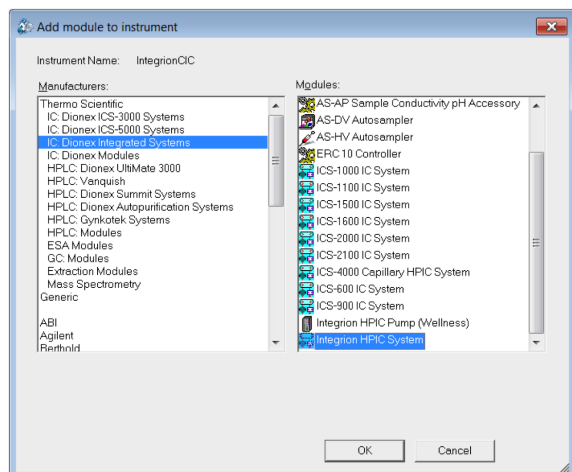 Add module to instrument
Instrument Name: IntegrionCIC
Manufacturers:
Thermo Scientific
IC: Dionex ICS-3000 Systems
IC: Dionex ICS-5000 Systems
IC: Dionex Integrated Systems
IC: Dionex Modules
HPLC: Dionex UltiMate 3000
HPLC: Vanquish
HPLC: Dionex Summit Systems
HPLC: Dionex Autopurification Systems
HPLC: Gynkotek Systems
HPLC: Modules
ESA Modules
GC: Modules
Extraction Modules
Mass Spectrometry
Generic
ABI
Agilent
Berthold
Modules:
AS-AP Sample Conductivity pH Accessory
AS-DV Autosampler
AS-HV Autosampler
ERC 10 Controller
ICS-1000 IC System
ICS-1100 IC System
ICS-1500 IC System
ICS-1600 IC System
ICS-2000 IC System
ICS-2100 IC System
ICS-4000 Capillary HPIC System
ICS-600 IC System
ICS-900 IC System
Integrion HPIC Pump (Wellness)
Integrion HPIC System
OK
Cancel